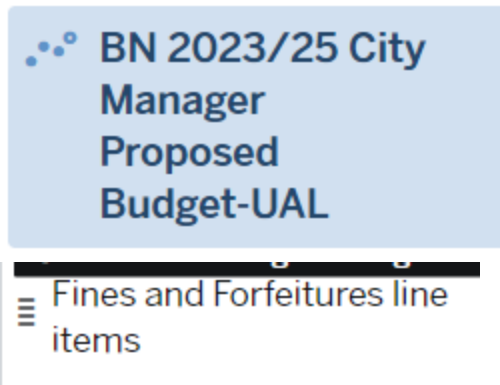 BN 2023/25 City
Manager
Proposed
Budget-UAL
Fines and Forfeitures line
items